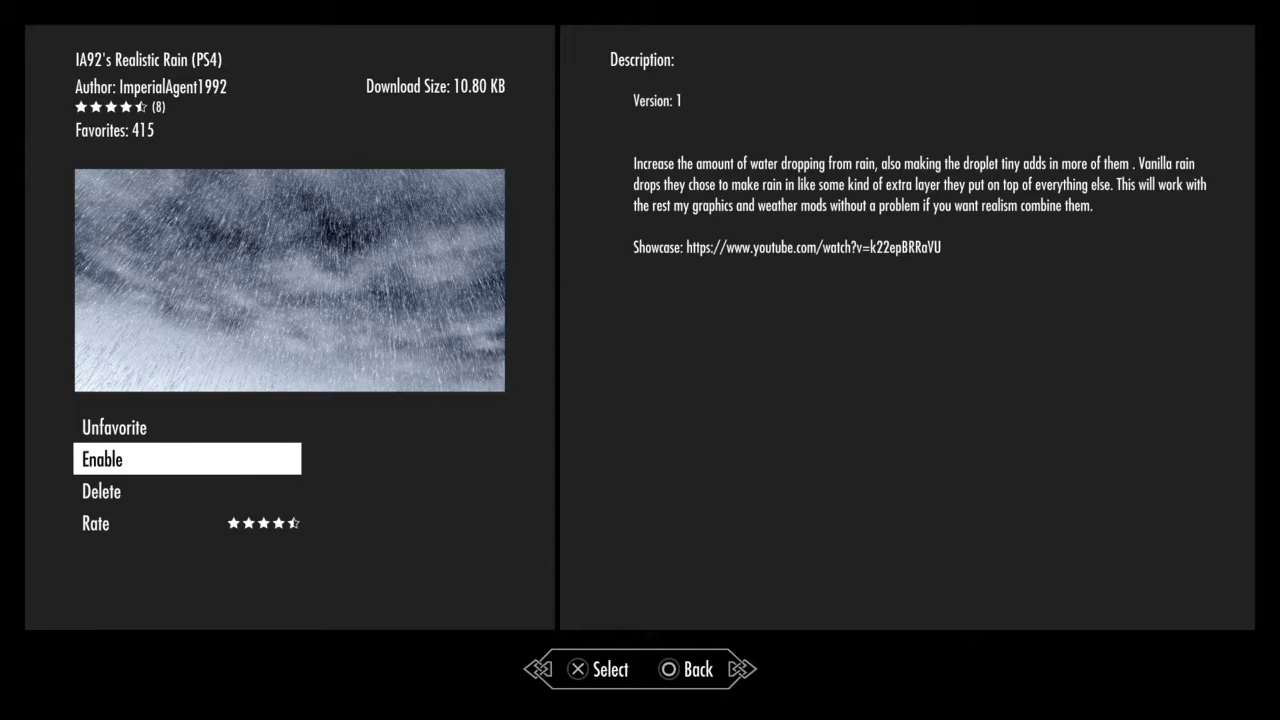 IA92's Realistic Rain (PS4)
Author: ImperialAgent1992
Download Size: 10.80 KB
(8)
Favorites: 415
Unfavorite
Enable
Delete
Rate
Description:
Version: 1
Increase the amount of water dropping from rain, also making the droplet tiny adds in more of them . Vanilla rain
drops they chose to make rain in like some kind of extra layer they put on top of everything else. This will work with
the rest my graphics and weather mods without a problem if you want realism combine them.
Showcase: https://www.youtube.com/watch?v=k22epBRRaVU
Select
Back